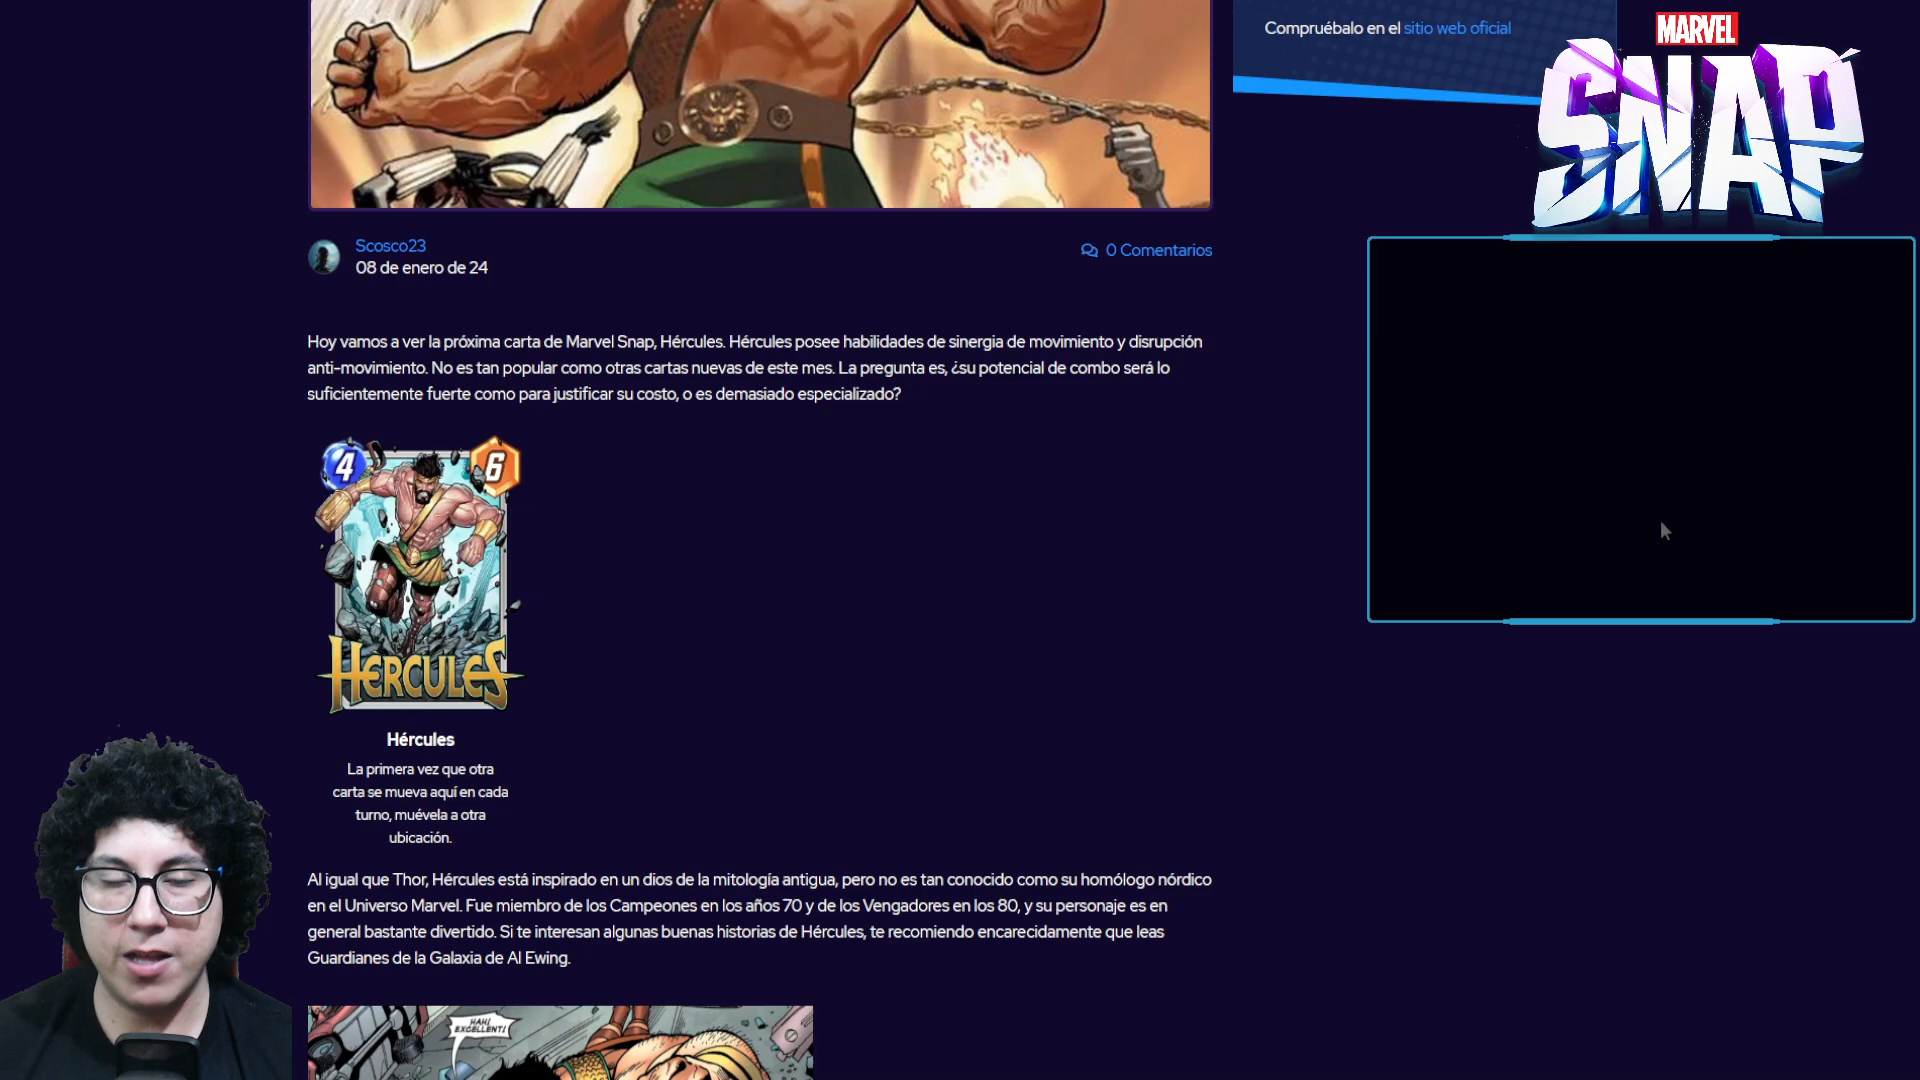 Compruébalo en el sitio web oficial
MARVEL
SNAP
Scosco23
08 de enero de 24
0 Comentarios
Hoy vamos a ver la próxima carta de Marvel Snap, Hércules. Hércules posee habilidades de sinergia de movimiento y disrupción
anti-movimiento. No es tan popular como otras cartas nuevas de este mes. La pregunta es, ¿su potencial de combo será lo
suficientemente fuerte como para justificar su costo, o es demasiado especializado?
4
6
HERCULES
Hércules
La primera vez que otra
carta se mueva aquí en cada
turno, muévela a otra
ubicación.
Al igual que Thor, Hércules está inspirado en un dios de la mitología antigua, pero no es tan conocido como su homólogo nórdico
en el Universo Marvel. Fue miembro de los Campeones en los años 70 y de los Vengadores en los 80, y su personaje es en
general bastante divertido. Si te interesan algunas buenas historias de Hércules, te recomiendo encarecidamente que leas
Guardianes de la Galaxia de Al Ewing.
HAH!
EXCELLENT!